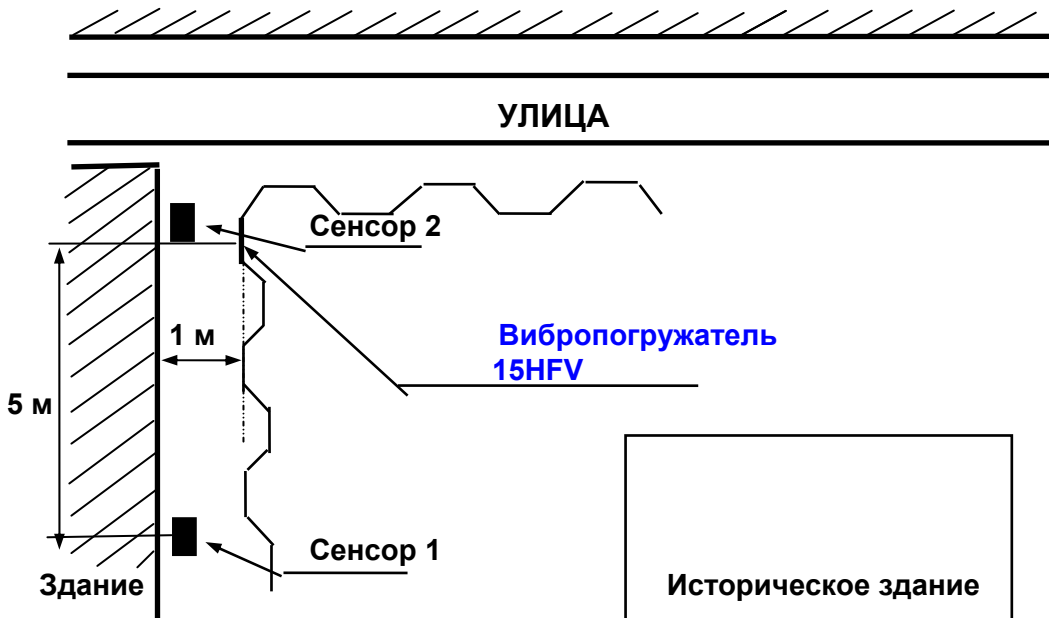 УЛИЦА
Сенсор 2
1 м
Вибропогружатель
15HFV
5 м
Сенсор 1
Здание
Историческое здание